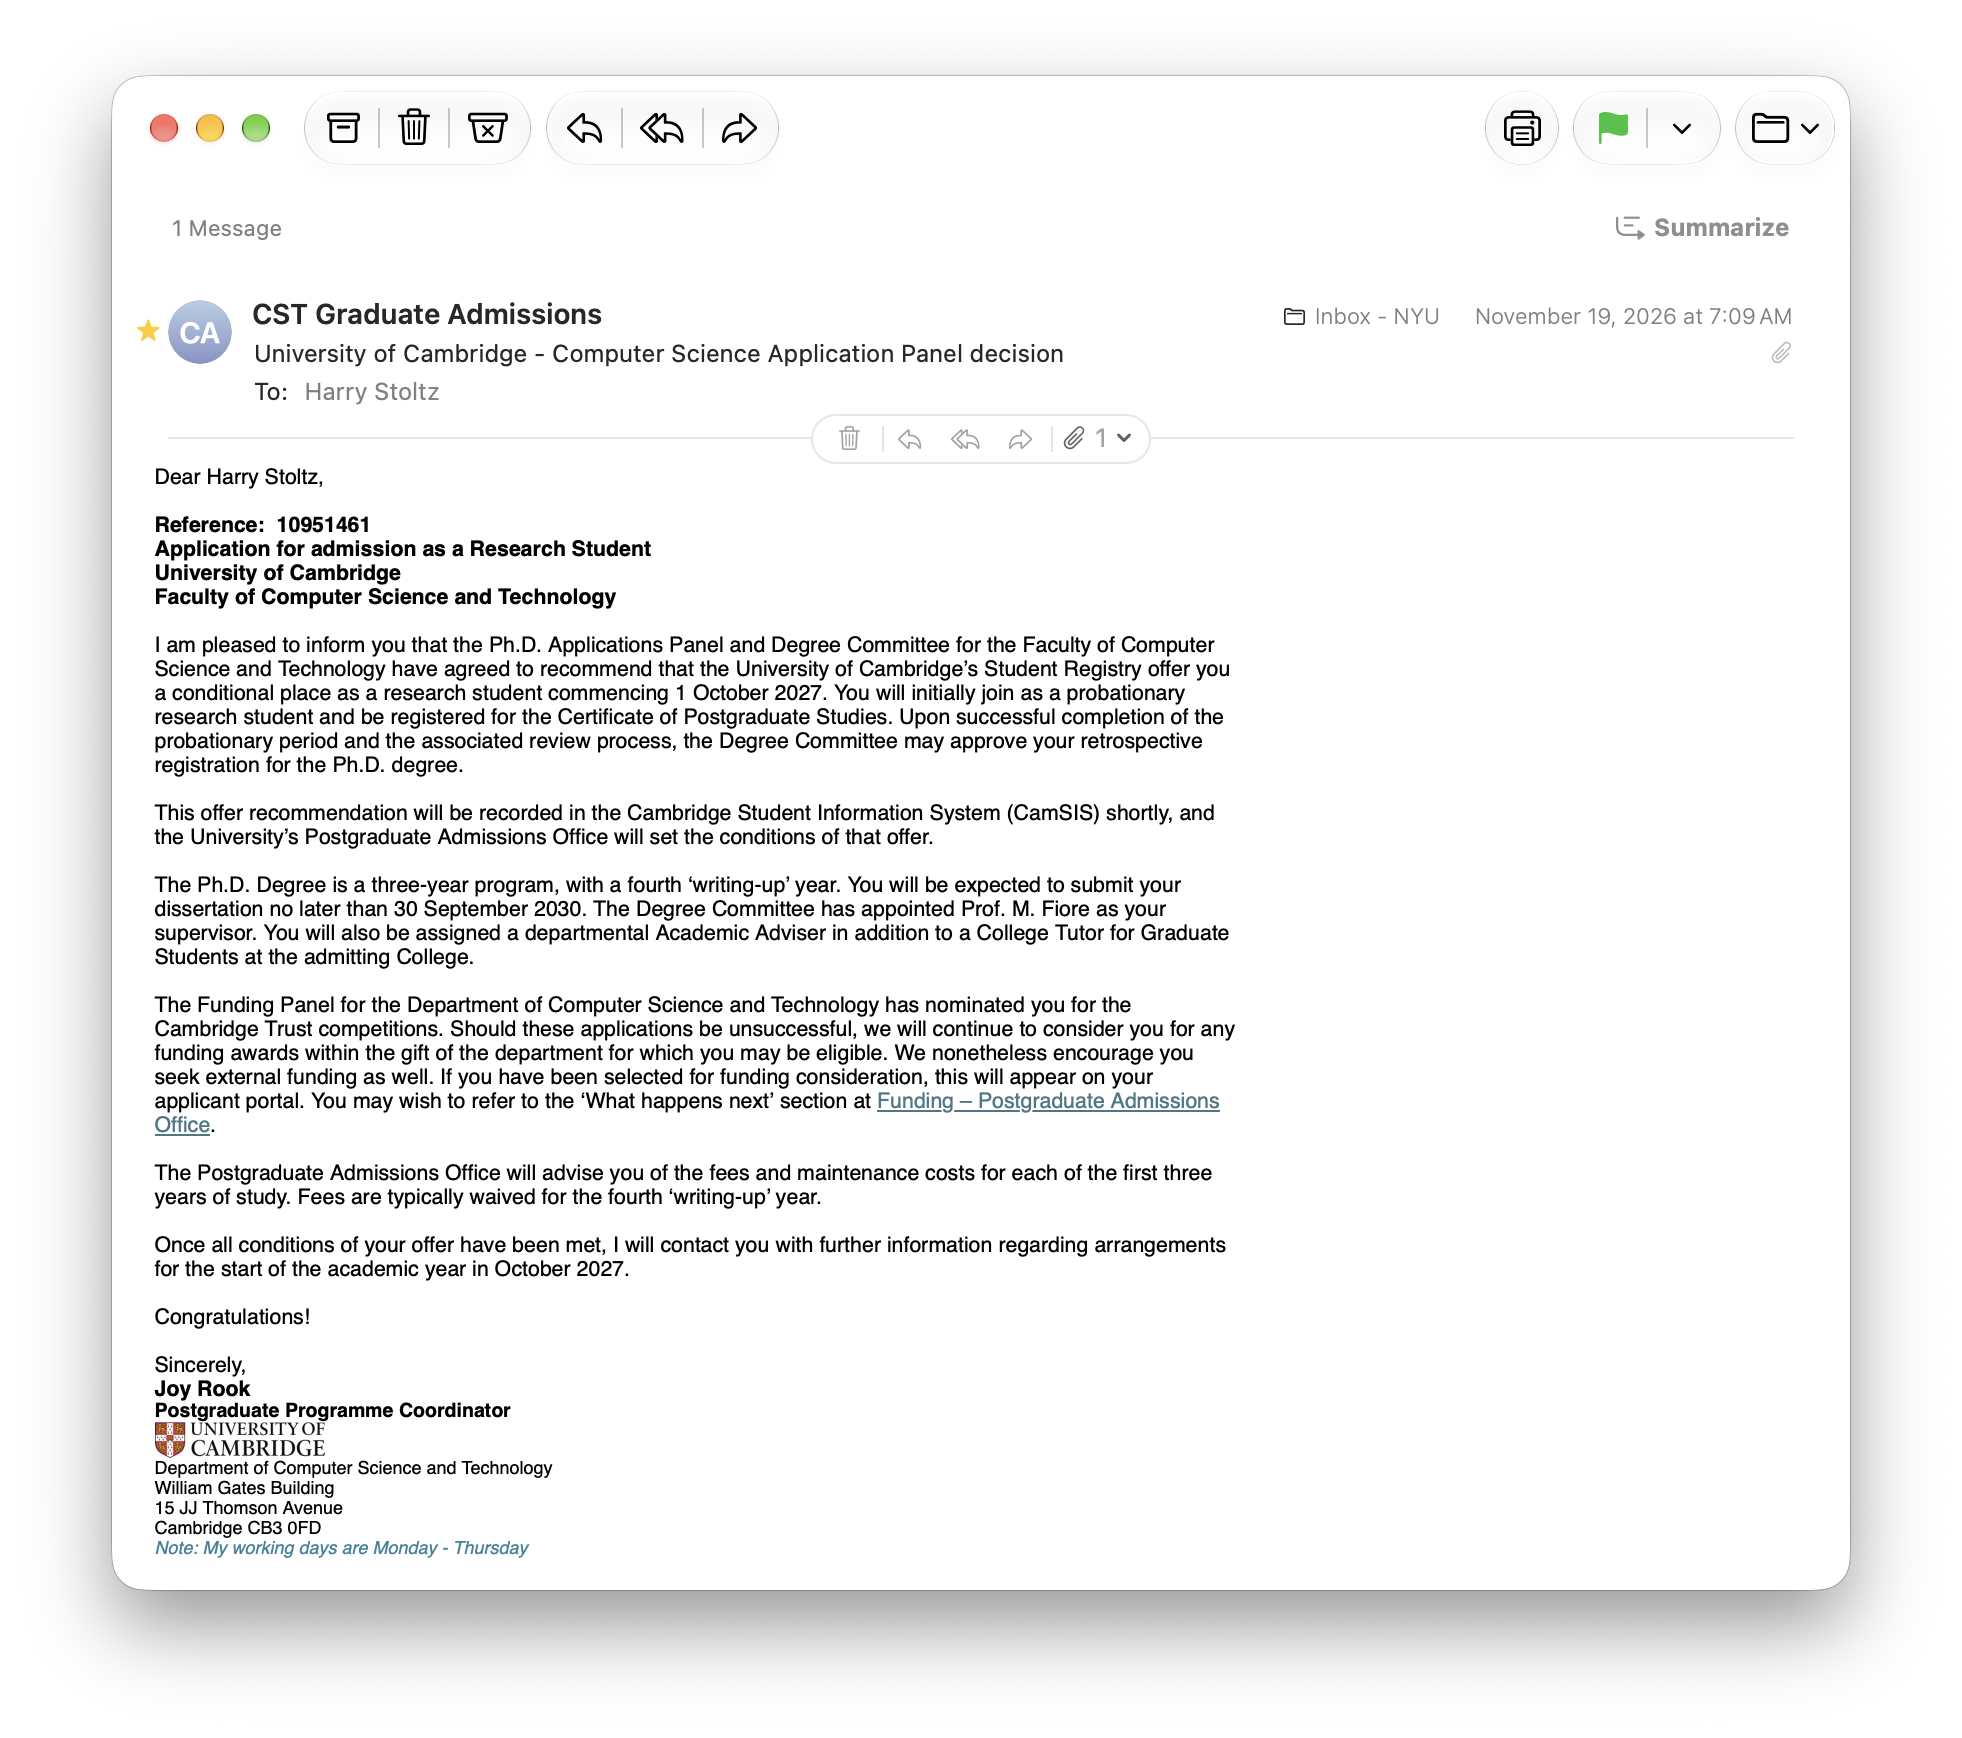 1 Message
Summarize
CA
CST Graduate Admissions
Inbox - NYU
November 19, 2026 at 7:09 AM
University of Cambridge - Computer Science Application Panel decision
To: Harry Stoltz
1
Dear Harry Stoltz,
Reference: 10951461
Application for admission as a Research Student
University of Cambridge
Faculty of Computer Science and Technology
I am pleased to inform you that the Ph.D. Applications Panel and Degree Committee for the Faculty of Computer
Science and Technology have agreed to recommend that the University of Cambridge’s Student Registry offer you
a conditional place as a research student commencing 1 October 2027. You will initially join as a probationary
research student and be registered for the Certificate of Postgraduate Studies. Upon successful completion of the
probationary period and the associated review process, the Degree Committee may approve your retrospective
registration for the Ph.D. degree.
This offer recommendation will be recorded in the Cambridge Student Information System (CamSIS) shortly, and
the University’s Postgraduate Admissions Office will set the conditions of that offer.
The Ph.D. Degree is a three-year program, with a fourth ‘writing-up’ year. You will be expected to submit your
dissertation no later than 30 September 2030. The Degree Committee has appointed Prof. M. Fiore as your
supervisor. You will also be assigned a departmental Academic Adviser in addition to a College Tutor for Graduate
Students at the admitting College.
The Funding Panel for the Department of Computer Science and Technology has nominated you for the
Cambridge Trust competitions. Should these applications be unsuccessful, we will continue to consider you for any
funding awards within the gift of the department for which you may be eligible. We nonetheless encourage you
seek external funding as well. If you have been selected for funding consideration, this will appear on your
applicant portal. You may wish to refer to the ‘What happens next’ section at Funding – Postgraduate Admissions
Office.
The Postgraduate Admissions Office will advise you of the fees and maintenance costs for each of the first three
years of study. Fees are typically waived for the fourth ‘writing-up’ year.
Once all conditions of your offer have been met, I will contact you with further information regarding arrangements
for the start of the academic year in October 2027.
Congratulations!
Sincerely,
Joy Rook
Postgraduate Programme Coordinator
UNIVERSITY OF
CAMBRIDGE
Department of Computer Science and Technology
William Gates Building
15 JJ Thomson Avenue
Cambridge CB3 0FD
Note: My working days are Monday - Thursday